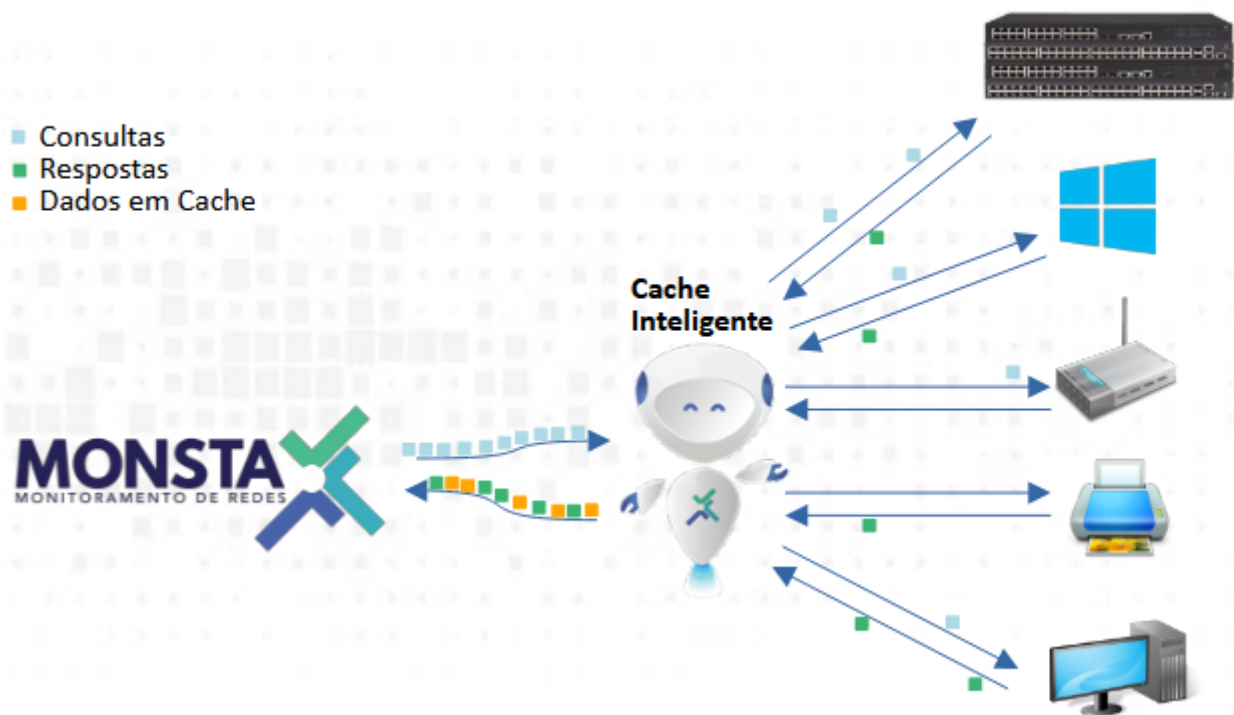 Consultas
Respostas
Dados em Cache
Cache
Inteligente
MONSTA
MONITORAMENTO DE REDES